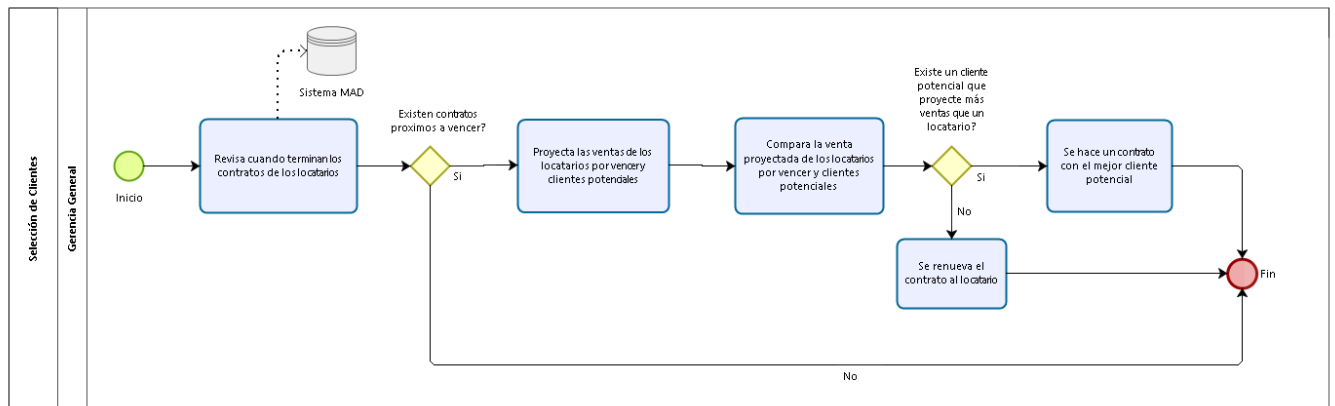 Selección de Clientes
Gerencia General
Inicio
Revisa cuando terminan los
contratos de los locatarios
Sistema MAD
Existen contratos
proximos a vencer?
Si
Proyecta las ventas de los
locatarios por vencer y
clientes potenciales
Compara la venta
proyectada de los locatarios
por vencer y clientes
potenciales
Existe un cliente
potencial que
proyecte más
ventas que un
locatario?
Si
Se hace un contrato
con el mejor cliente
potencial
No
Se renueva el
contrato al locatario
Fin
No